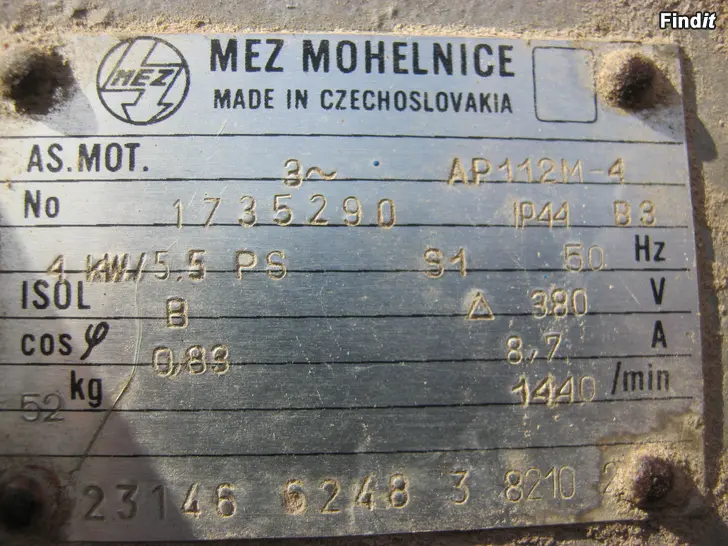 Findit
MEZ
MEZ MOHELNICE
MADE IN CZECHOSLOVAKIA
AS. MOT. 3~ AP112M-4
No 1735290 IP44 B3
4 KW/5.5 PS S1 50 Hz
ISOL B △ 380 V
cos φ 0,83 8,7 A
52 kg 1440 /min
23146 6248 3 8210